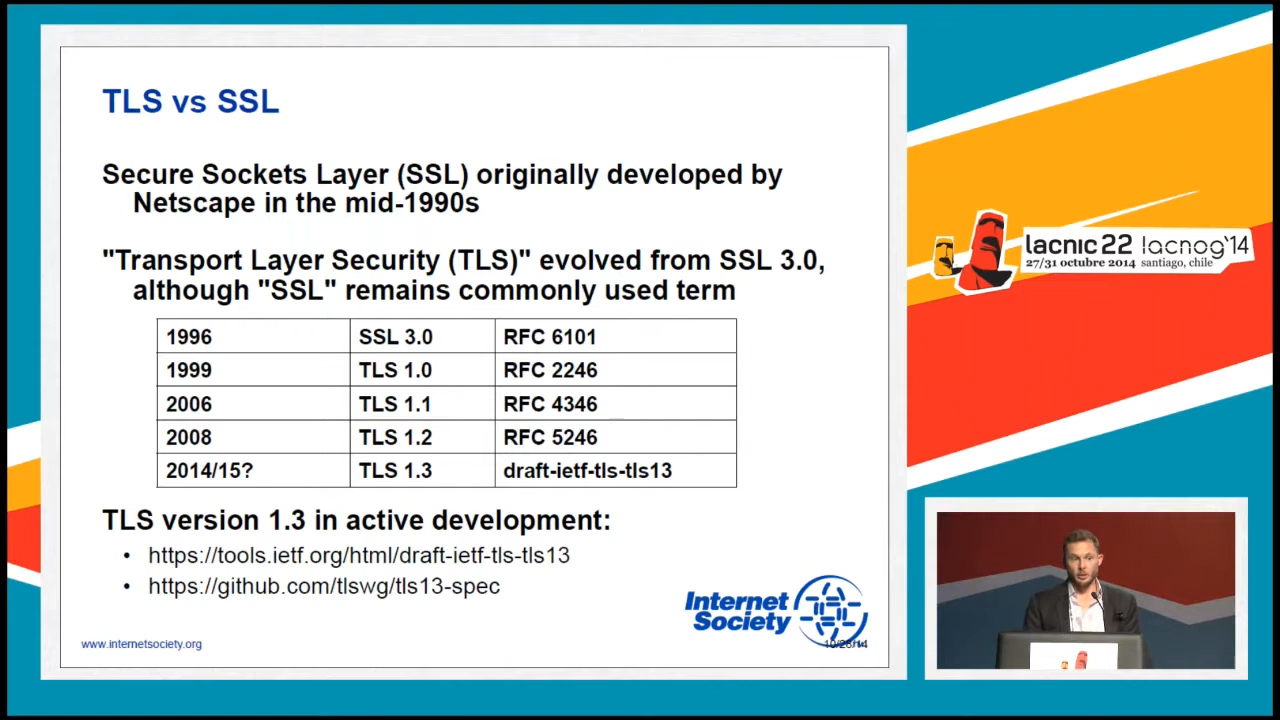 TLS vs SSL
Secure Sockets Layer (SSL) originally developed by
Netscape in the mid-1990s
"Transport Layer Security (TLS)" evolved from SSL 3.0,
although "SSL" remains commonly used term
1996 SSL 3.0 RFC 6101
1999 TLS 1.0 RFC 2246
2006 TLS 1.1 RFC 4346
2008 TLS 1.2 RFC 5246
2014/15? TLS 1.3 draft-ietf-tls-tls13
TLS version 1.3 in active development:
• https://tools.ietf.org/html/draft-ietf-tls-tls13
• https://github.com/tlswg/tls13-spec
Internet
Society
www.internetsociety.org
10/28/14
lacnic 22 lacnog'14
27/31 octubre 2014 santiago, chile